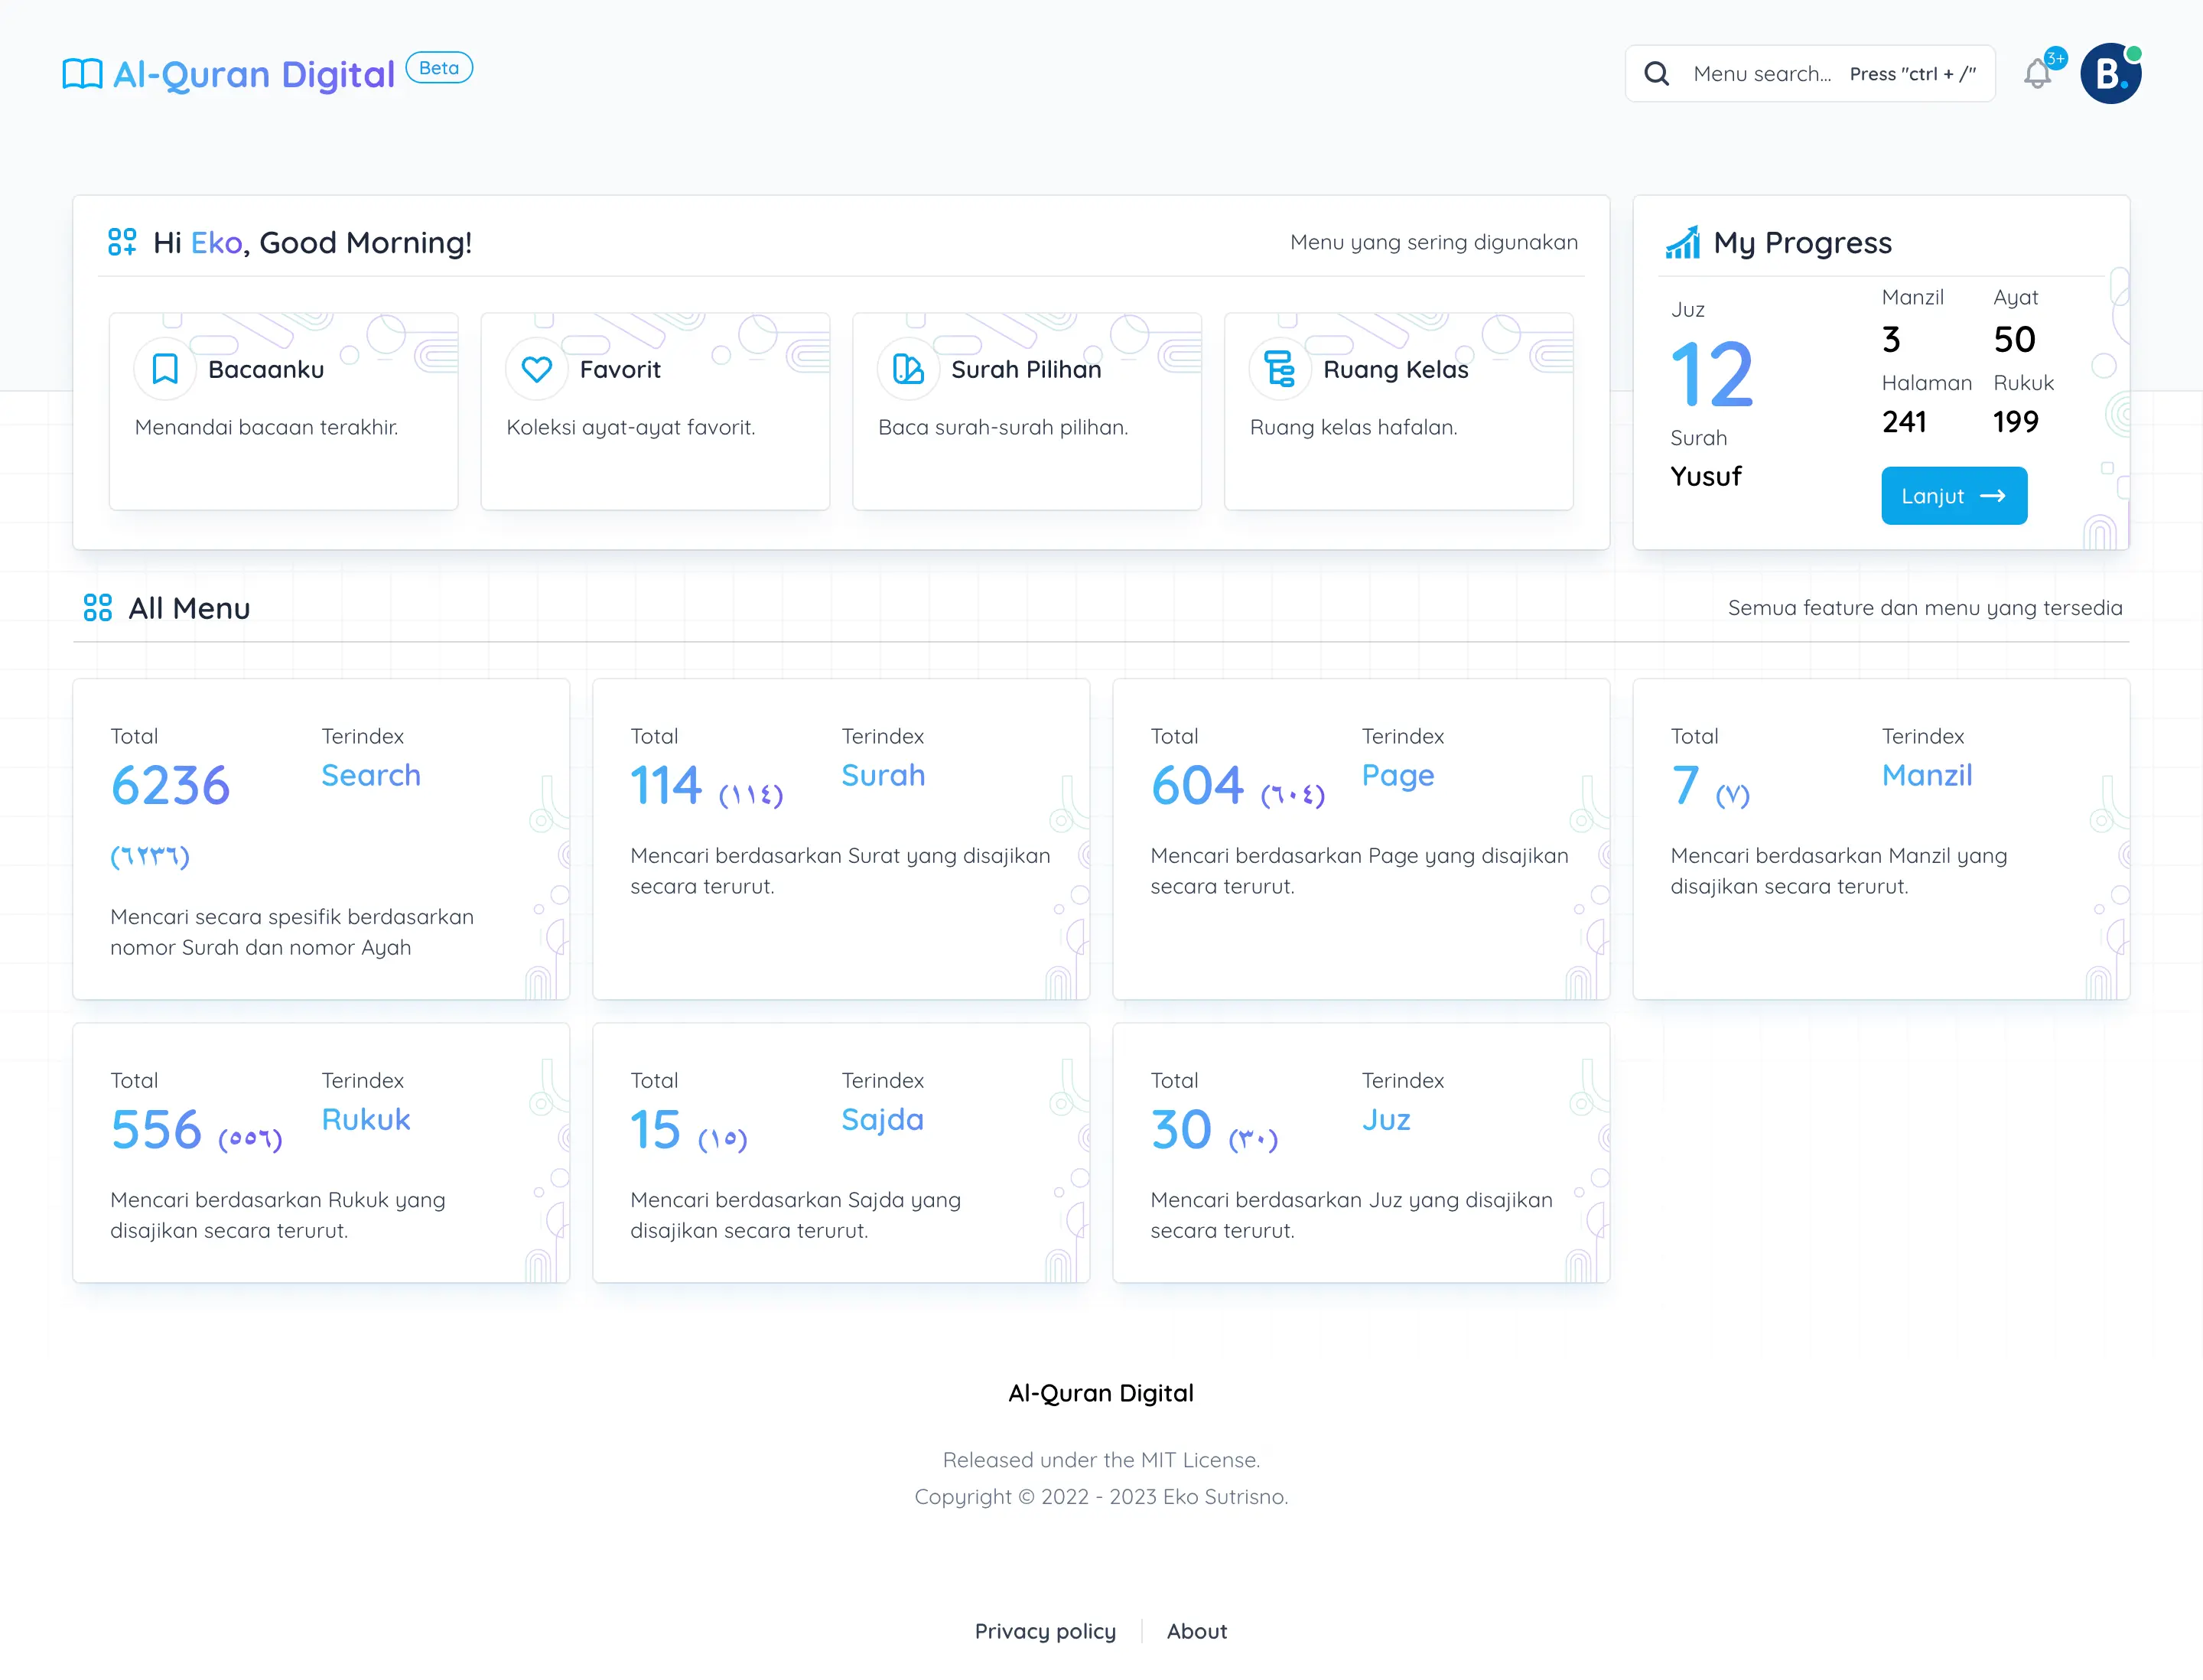 Al-Quran Digital Beta
Menu search... Press "ctrl + /"
3+
B.
Hi Eko, Good Morning!
Menu yang sering digunakan
Bacaanku
Menandai bacaan terakhir.
Favorit
Koleksi ayat-ayat favorit.
Surah Pilihan
Baca surah-surah pilihan.
Ruang Kelas
Ruang kelas hafalan.
My Progress
Juz
12
Surah
Yusuf
Manzil
3
Ayat
50
Halaman
241
Rukuk
199
Lanjut
All Menu
Semua feature dan menu yang tersedia
Total
6236
(٦٢٣٦)
Terindex
Search
Mencari secara spesifik berdasarkan
nomor Surah dan nomor Ayah
Total
114 (١١٤)
Terindex
Surah
Mencari berdasarkan Surat yang disajikan
secara terurut.
Total
604 (٦٠٤)
Terindex
Page
Mencari berdasarkan Page yang disajikan
secara terurut.
Total
7 (٧)
Terindex
Manzil
Mencari berdasarkan Manzil yang
disajikan secara terurut.
Total
556 (٥٥٦)
Terindex
Rukuk
Mencari berdasarkan Rukuk yang
disajikan secara terurut.
Total
15 (١٥)
Terindex
Sajda
Mencari berdasarkan Sajda yang
disajikan secara terurut.
Total
30 (٣٠)
Terindex
Juz
Mencari berdasarkan Juz yang disajikan
secara terurut.
Al-Quran Digital
Released under the MIT License.
Copyright © 2022 - 2023 Eko Sutrisno.
Privacy policy
About